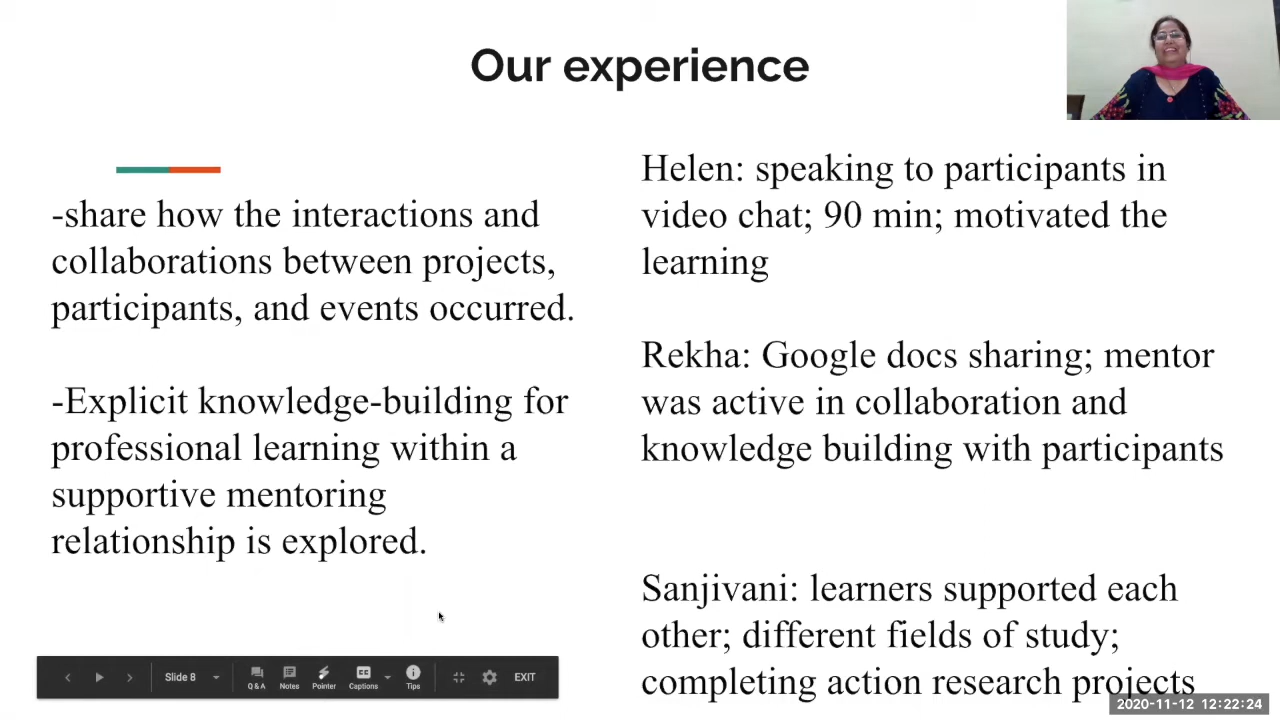 Our experience
-share how the interactions and
collaborations between projects,
participants, and events occurred.
-Explicit knowledge-building for
professional learning within a
supportive mentoring
relationship is explored.
Helen: speaking to participants in
video chat; 90 min; motivated the
learning
Rekha: Google docs sharing; mentor
was active in collaboration and
knowledge building with participants
Sanjivani: learners supported each
other; different fields of study;
completing action research projects
Slide 8
Q & A
Notes
Pointer
CC
Captions
Tips
EXIT
2020-11-12 12:22:24